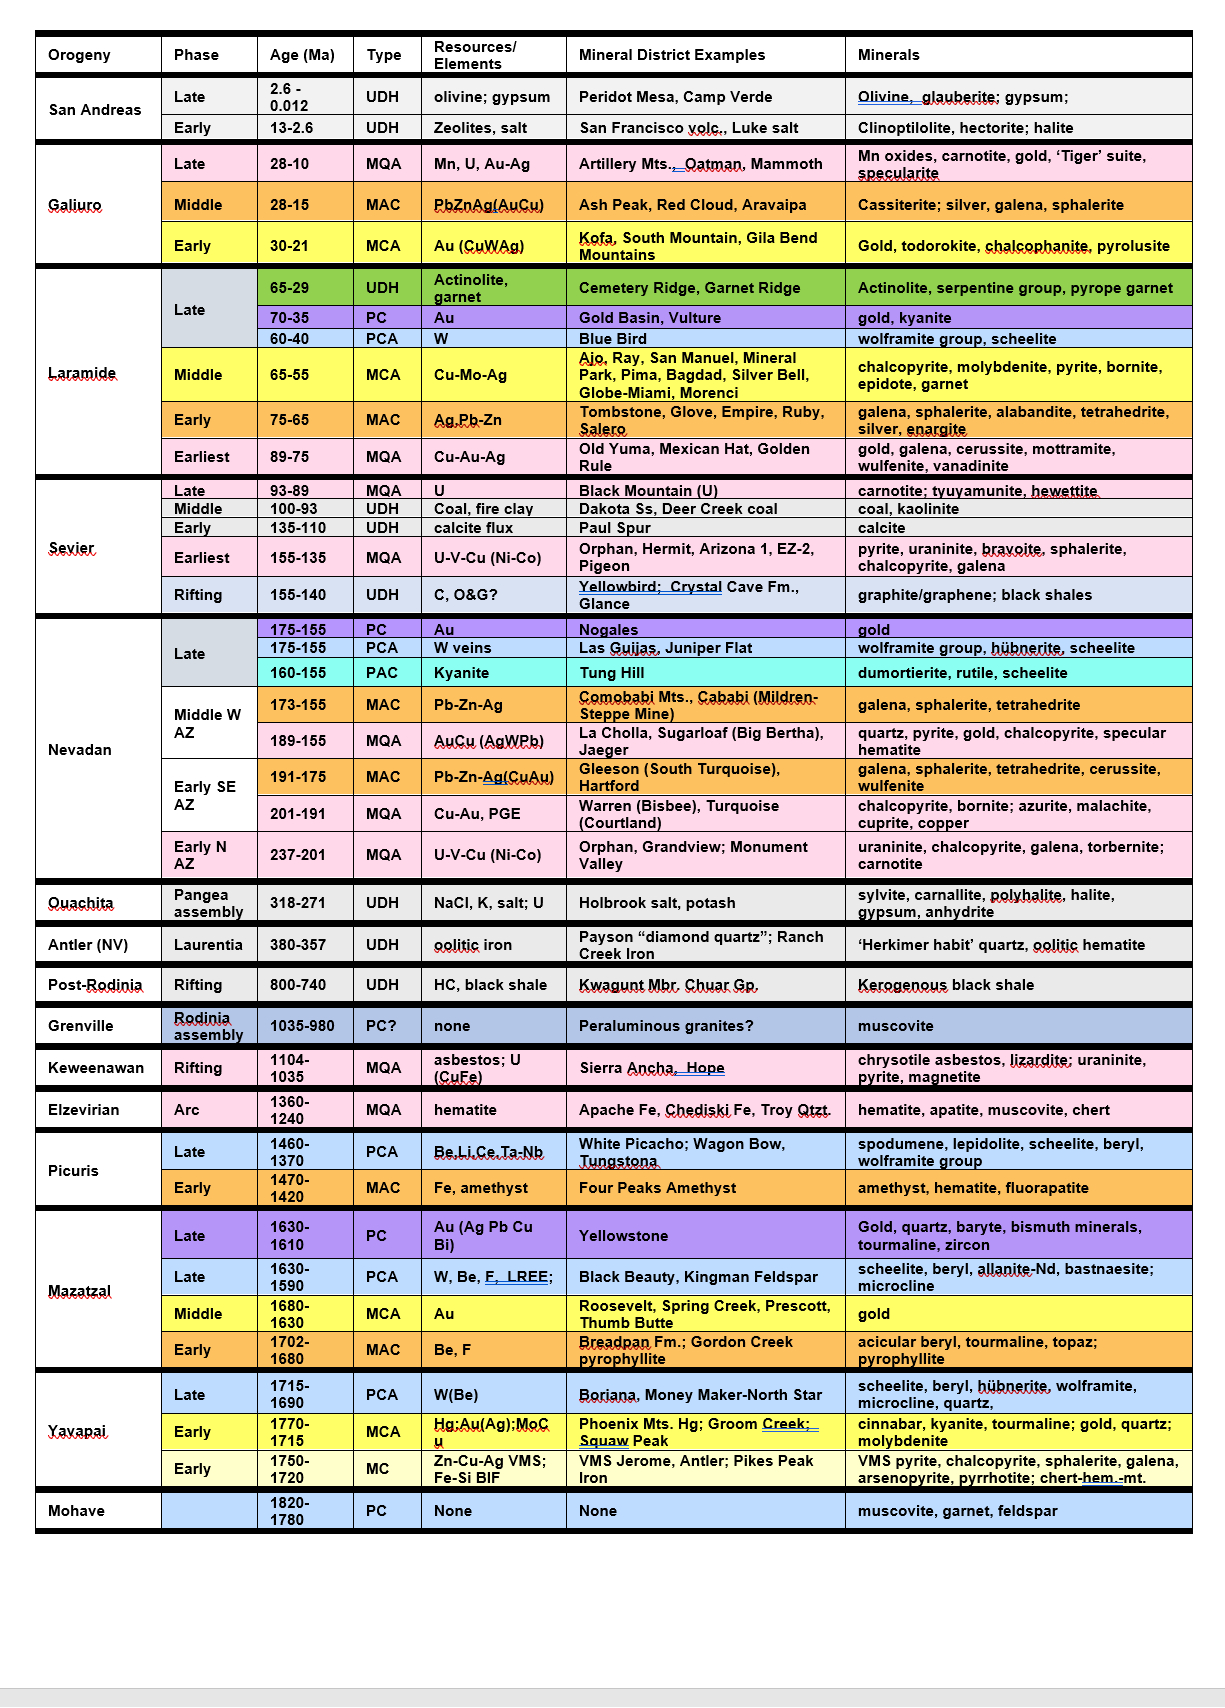 Orogeny Phase Age (Ma) Type Resources/ Mineral District Examples Minerals
Elements
San Andreas
Late
2.6 -
0.012
UDH
olivine; gypsum
Peridot Mesa, Camp Verde
Olivine, glauberite; gypsum;
Early
13-2.6
UDH
Zeolites, salt
San Francisco volc., Luke salt
Clinoptilolite, hectorite; halite
Galiuro
Late
28-10
MQA
Mn, U, Au-Ag
Artillery Mts., Oatman, Mammoth
Mn oxides, carnotite, gold, ‘Tiger’ suite,
specularite
Middle
28-15
MAC
PbZnAg(AuCu)
Ash Peak, Red Cloud, Aravaipa
Cassiterite; silver, galena, sphalerite
Early
30-21
MCA
Au (CuWAg)
Kofa, South Mountain, Gila Bend
Mountains
Gold, todorokite, chalcophanite, pyrolusite
Laramide
Late
65-29
UDH
Actinolite,
garnet
Cemetery Ridge, Garnet Ridge
Actinolite, serpentine group, pyrope garnet
70-35
PC
Au
Gold Basin, Vulture
gold, kyanite
60-40
PCA
W
Blue Bird
wolframite group, scheelite
Middle
65-55
MCA
Cu-Mo-Ag
Ajo, Ray, San Manuel, Mineral
Park, Pima, Bagdad, Silver Bell,
Globe-Miami, Morenci
chalcopyrite, molybdenite, pyrite, bornite,
epidote, garnet
Early
75-65
MAC
Ag,Pb-Zn
Tombstone, Glove, Empire, Ruby,
Salero
galena, sphalerite, alabandite, tetrahedrite,
silver, enargite
Earliest
89-75
MQA
Cu-Au-Ag
Old Yuma, Mexican Hat, Golden
Rule
gold, galena, cerussite, mottramite,
wulfenite, vanadinite
Sevier
Late
93-89
MQA
U
Black Mountain (U)
carnotite; tyuyamunite, hewettite
Middle
100-93
UDH
Coal, fire clay
Dakota Ss, Deer Creek coal
coal, kaolinite
Early
135-110
UDH
calcite flux
Paul Spur
calcite
Earliest
155-135
MQA
U-V-Cu (Ni-Co)
Orphan, Hermit, Arizona 1, EZ-2,
Pigeon
pyrite, uraninite, bravoite, sphalerite,
chalcopyrite, galena
Rifting
155-140
UDH
C, O&G?
Yellowbird; Crystal Cave Fm.,
Glance
graphite/graphene; black shales
Nevadan
Late
175-155
PC
Au
Nogales
gold
175-155
PCA
W veins
Las Guijas, Juniper Flat
wolframite group, hübnerite, scheelite
160-155
PAC
Kyanite
Tung Hill
dumortierite, rutile, scheelite
Middle W
AZ
173-155
MAC
Pb-Zn-Ag
Comobabi Mts., Cababi (Mildren-
Steppe Mine)
galena, sphalerite, tetrahedrite
189-155
MQA
AuCu (AgWPb)
La Cholla, Sugarloaf (Big Bertha),
Jaeger
quartz, pyrite, gold, chalcopyrite, specular
hematite
Early SE
AZ
191-175
MAC
Pb-Zn-Ag(CuAu)
Gleeson (South Turquoise),
Hartford
galena, sphalerite, tetrahedrite, cerussite,
wulfenite
201-191
MQA
Cu-Au, PGE
Warren (Bisbee), Turquoise
(Courtland)
chalcopyrite, bornite; azurite, malachite,
cuprite, copper
Early N
AZ
237-201
MQA
U-V-Cu (Ni-Co)
Orphan, Grandview; Monument
Valley
uraninite, chalcopyrite, galena, torbernite;
carnotite
Ouachita
Pangea
assembly
318-271
UDH
NaCl, K, salt; U
Holbrook salt, potash
sylvite, carnallite, polyhalite, halite,
gypsum, anhydrite
Antler (NV)
Laurentia
380-357
UDH
oolitic iron
Payson “diamond quartz”; Ranch
Creek Iron
‘Herkimer habit’ quartz, oolitic hematite
Post-Rodinia
Rifting
800-740
UDH
HC, black shale
Kwagunt Mbr. Chuar Gp.
Kerogenous black shale
Grenville
Rodinia
assembly
1035-980
PC?
none
Peraluminous granites?
muscovite
Keweenawan
Rifting
1104-
1035
MQA
asbestos; U
(CuFe)
Sierra Ancha, Hope
chrysotile asbestos, lizardite; uraninite,
pyrite, magnetite
Elzevirian
Arc
1360-
1240
MQA
hematite
Apache Fe, Chediski Fe, Troy Qtzt.
hematite, apatite, muscovite, chert
Picuris
Late
1460-
1370
PCA
Be,Li,Ce,Ta-Nb
White Picacho; Wagon Bow,
Tungstona
spodumene, lepidolite, scheelite, beryl,
wolframite group
Early
1470-
1420
MAC
Fe, amethyst
Four Peaks Amethyst
amethyst, hematite, fluorapatite
Mazatzal
Late
1630-
1610
PC
Au (Ag Pb Cu
Bi)
Yellowstone
Gold, quartz, baryte, bismuth minerals,
tourmaline, zircon
Late
1630-
1590
PCA
W, Be, F, LREE;
Black Beauty, Kingman Feldspar
scheelite, beryl, allanite-Nd, bastnaesite;
microcline
Middle
1680-
1630
MCA
Au
Roosevelt, Spring Creek, Prescott,
Thumb Butte
gold
Early
1702-
1680
MAC
Be, F
Breadpan Fm.; Gordon Creek
pyrophyllite
acicular beryl, tourmaline, topaz;
pyrophyllite
Yavapai
Late
1715-
1690
PCA
W(Be)
Boriana, Money Maker-North Star
scheelite, beryl, hübnerite, wolframite,
microcline, quartz,
Early
1770-
1715
MCA
Hg;Au(Ag);MoC
u
Phoenix Mts. Hg; Groom Creek;
Squaw Peak
cinnabar, kyanite, tourmaline; gold, quartz;
molybdenite
Early
1750-
1720
MC
Zn-Cu-Ag VMS;
Fe-Si BIF
VMS Jerome, Antler; Pikes Peak
Iron
VMS pyrite, chalcopyrite, sphalerite, galena,
arsenopyrite, pyrrhotite; chert-hem.-mt.
Mohave
1820-
1780
PC
None
None
muscovite, garnet, feldspar